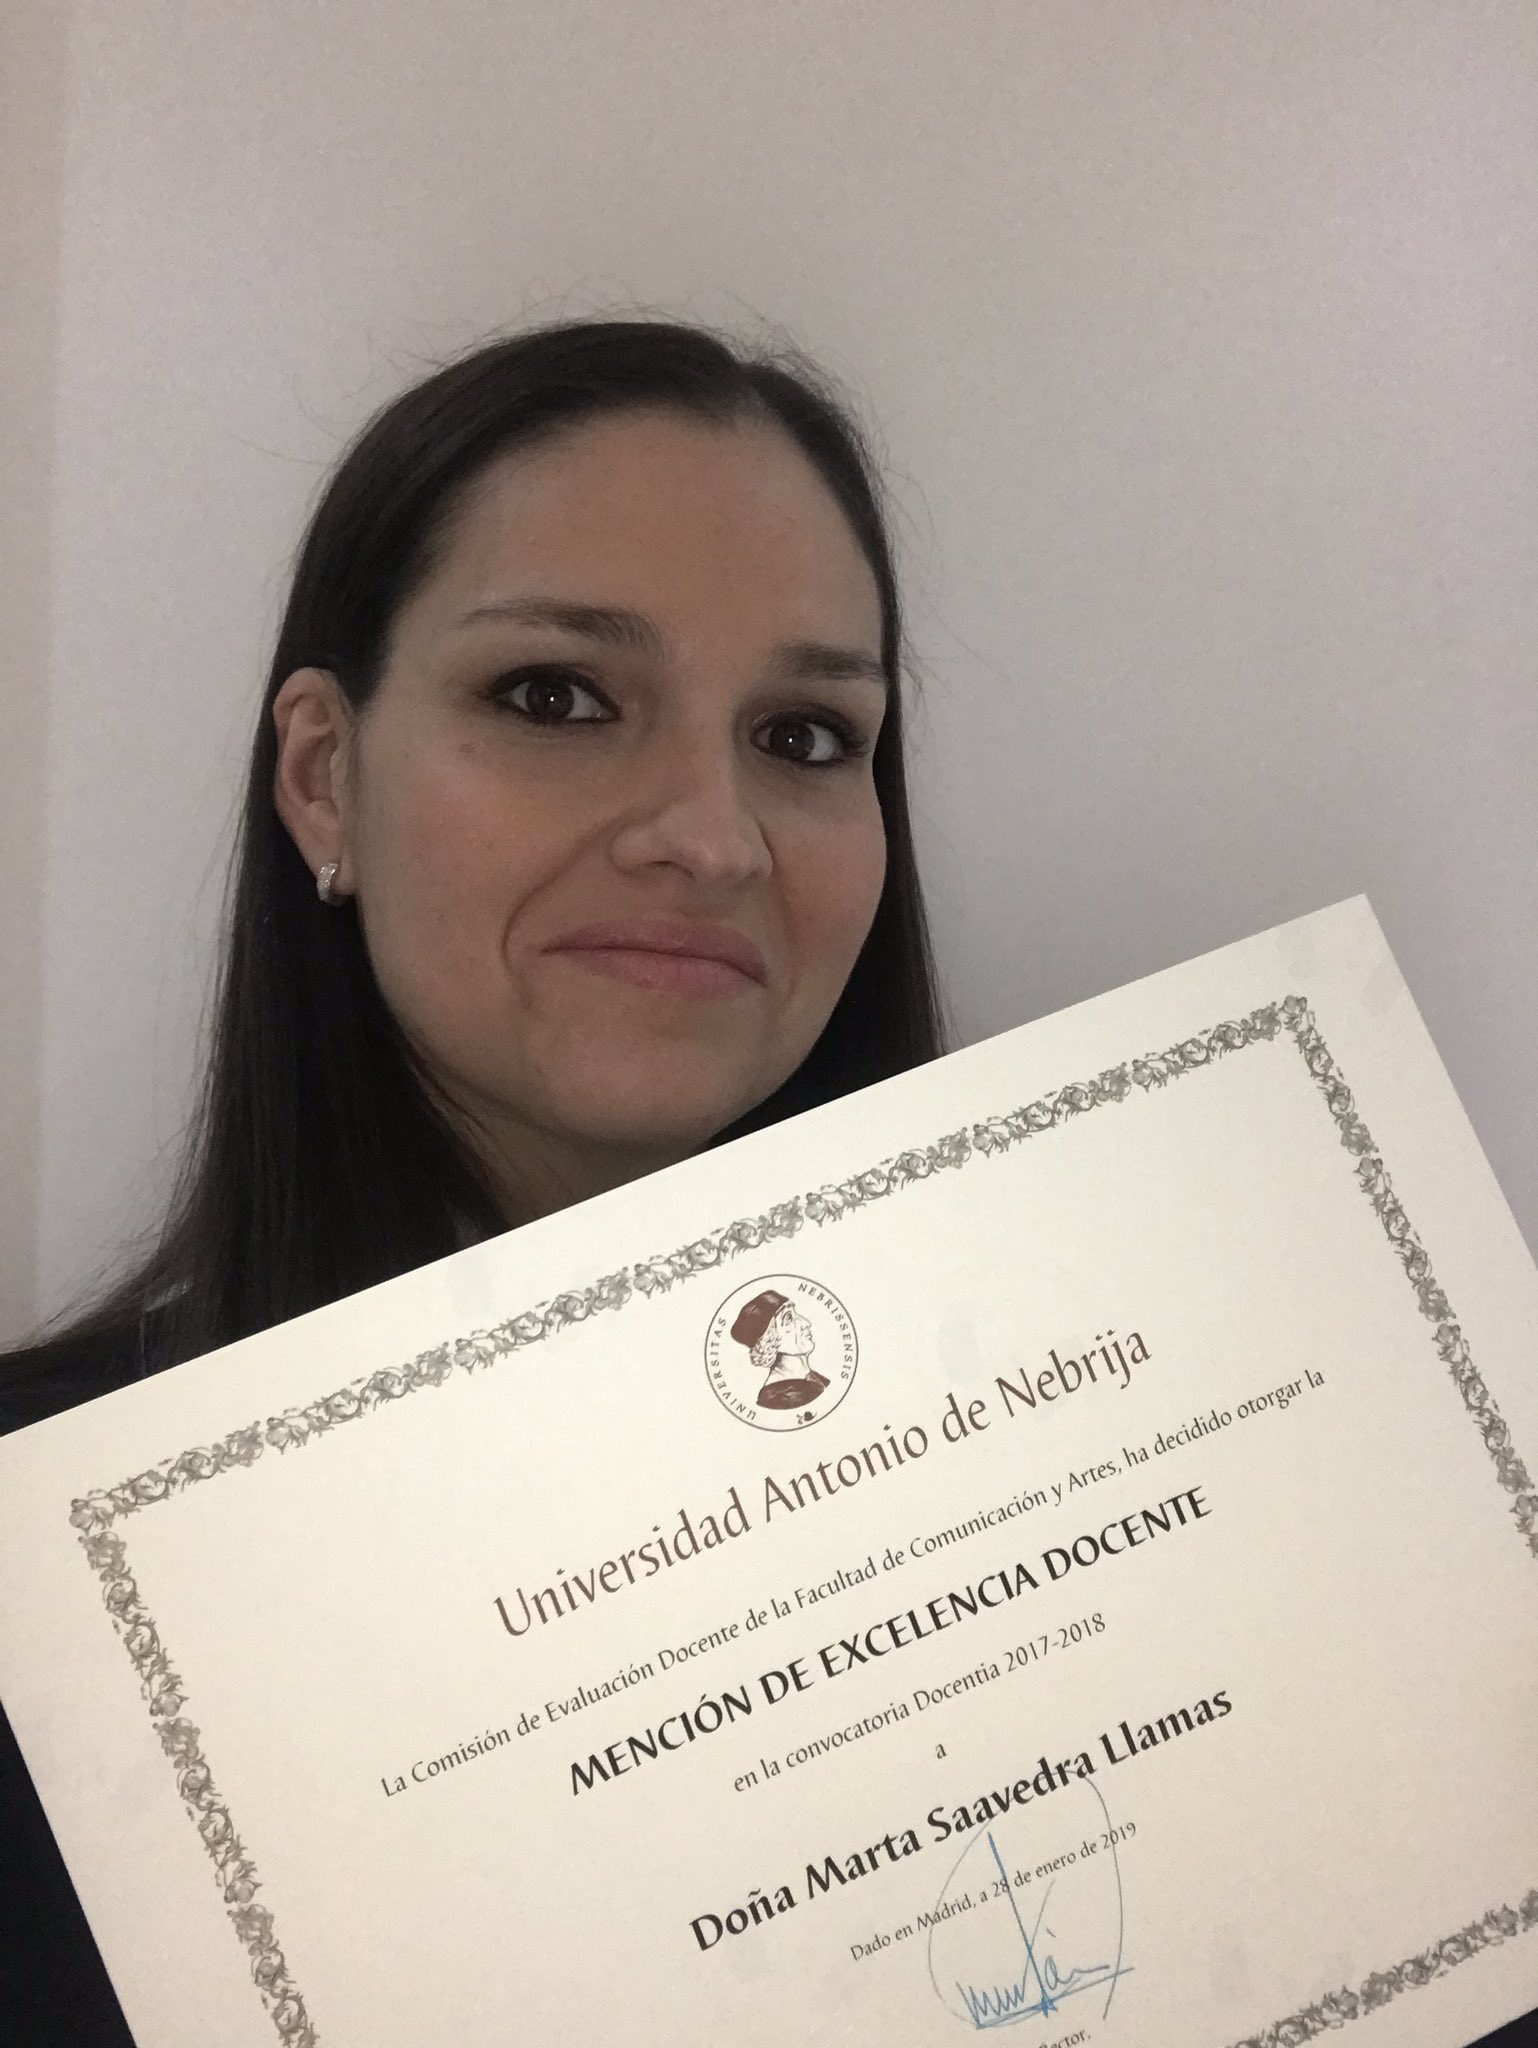 UNIVERSITAS NEBRISSENSIS
Universidad Antonio de Nebrija
La Comisión de Evaluación Docente de la Facultad de Comunicación y Artes, ha decidido otorgar la
MENCIÓN DE EXCELENCIA DOCENTE
en la convocatoria Docentia 2017-2018
a
Doña Marta Saavedra Llamas
Dado en Madrid, a 28 de enero de 2019